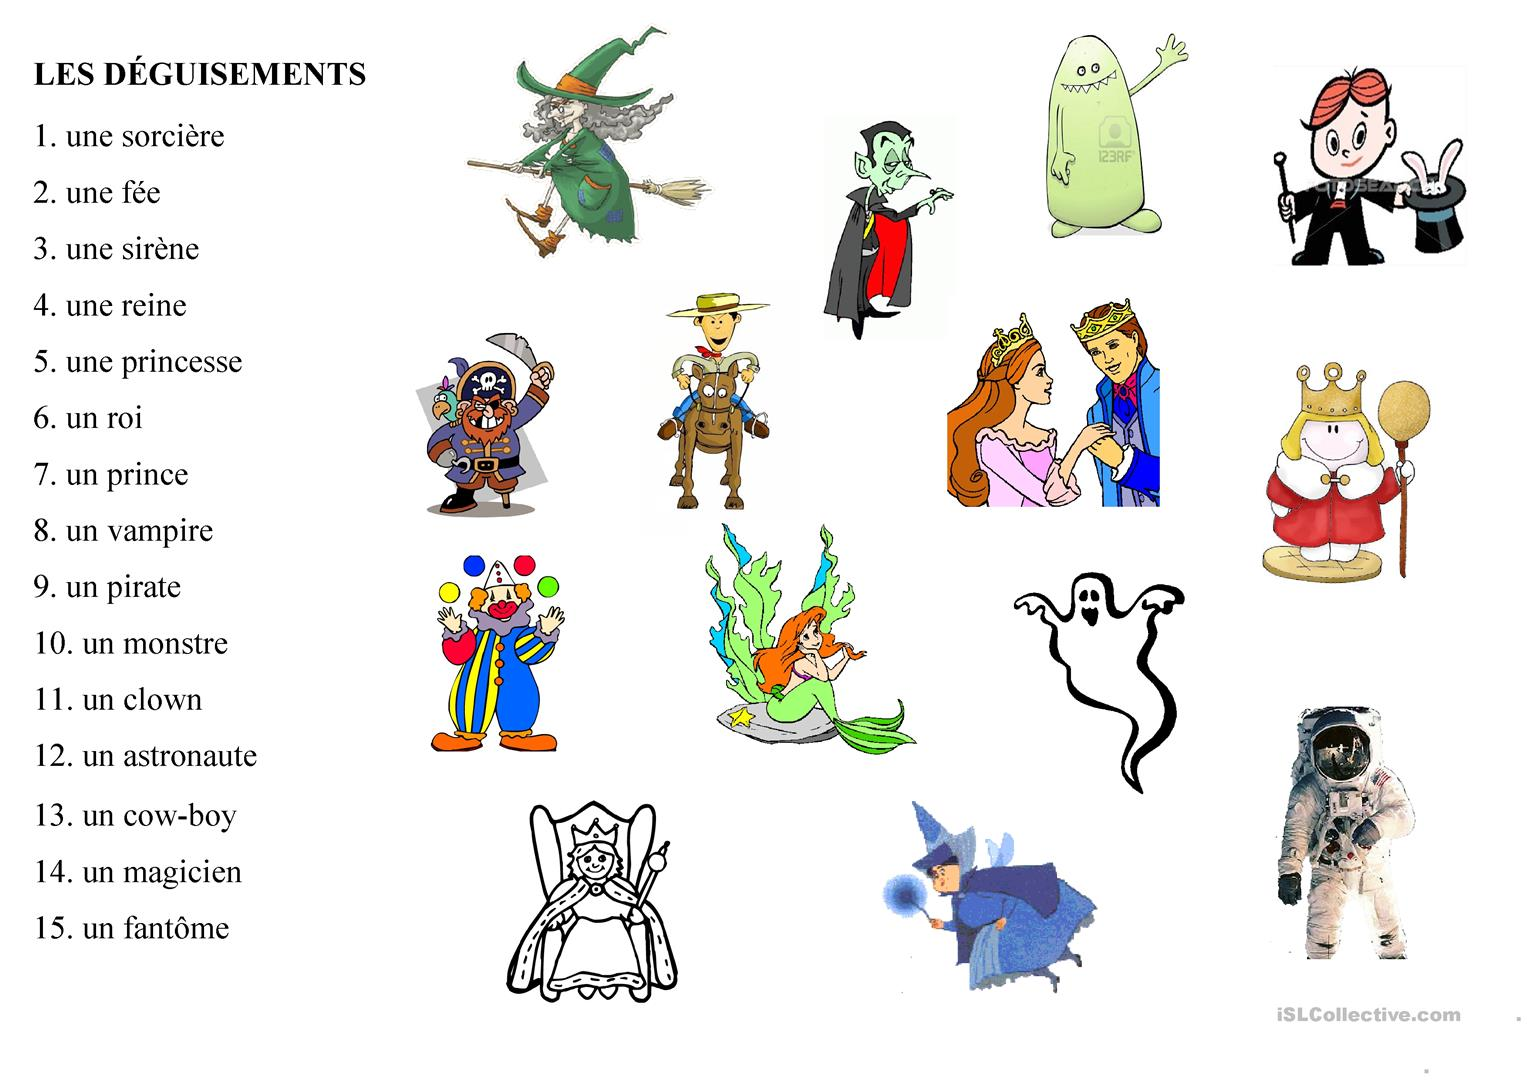 LES DÉGUISEMENTS
1. une sorcière
2. une fée
3. une sirène
4. une reine
5. une princesse
6. un roi
7. un prince
8. un vampire
9. un pirate
10. un monstre
11. un clown
12. un astronaute
13. un cow-boy
14. un magicien
15. un fantôme
123RF
iSLCollective.com